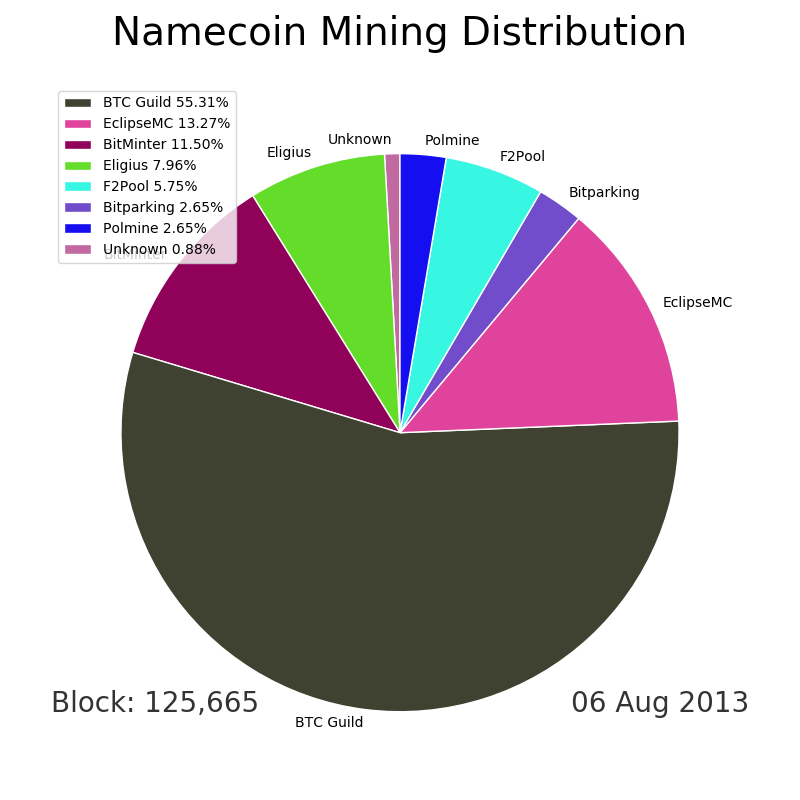 Namecoin Mining Distribution
BTC Guild 55.31%
EclipseMC 13.27%
BitMinter 11.50%
Eligius 7.96%
F2Pool 5.75%
Bitparking 2.65%
Polmine 2.65%
Unknown 0.88%
Unknown
Polmine
Eligius
F2Pool
Bitparking
BitMinter
EclipseMC
Block: 125,665
06 Aug 2013
BTC Guild